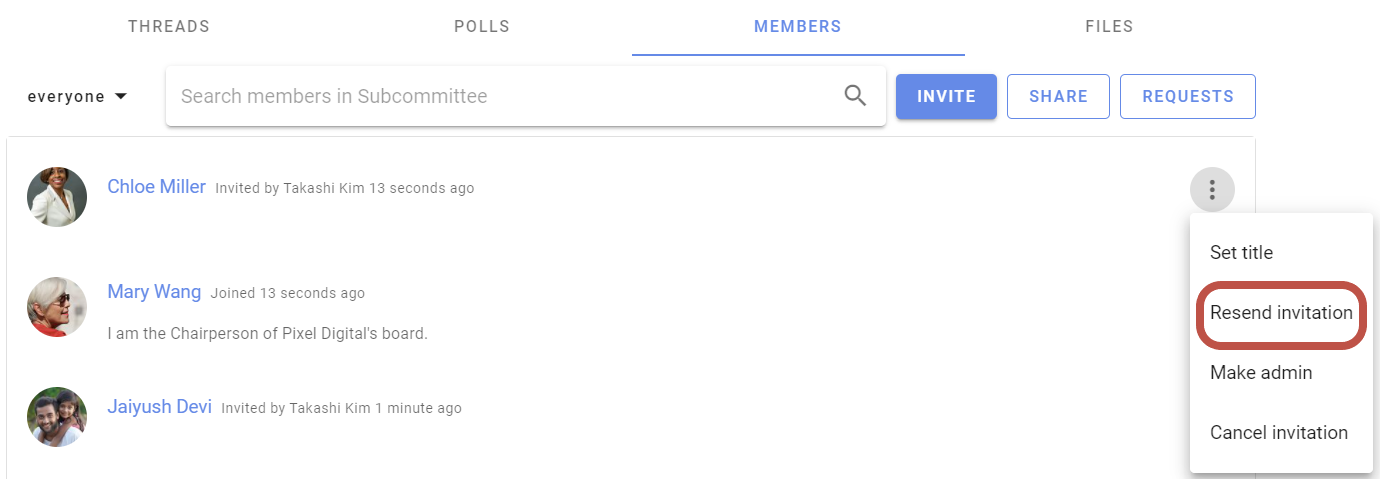 THREADS POLLS MEMBERS FILES
everyone Search members in Subcommittee INVITE SHARE REQUESTS
Chloe Miller Invited by Takashi Kim 13 seconds ago
Set title
Mary Wang Joined 13 seconds ago
Resend invitation
I am the Chairperson of Pixel Digital's board.
Make admin
Jaiyush Devi Invited by Takashi Kim 1 minute ago
Cancel invitation